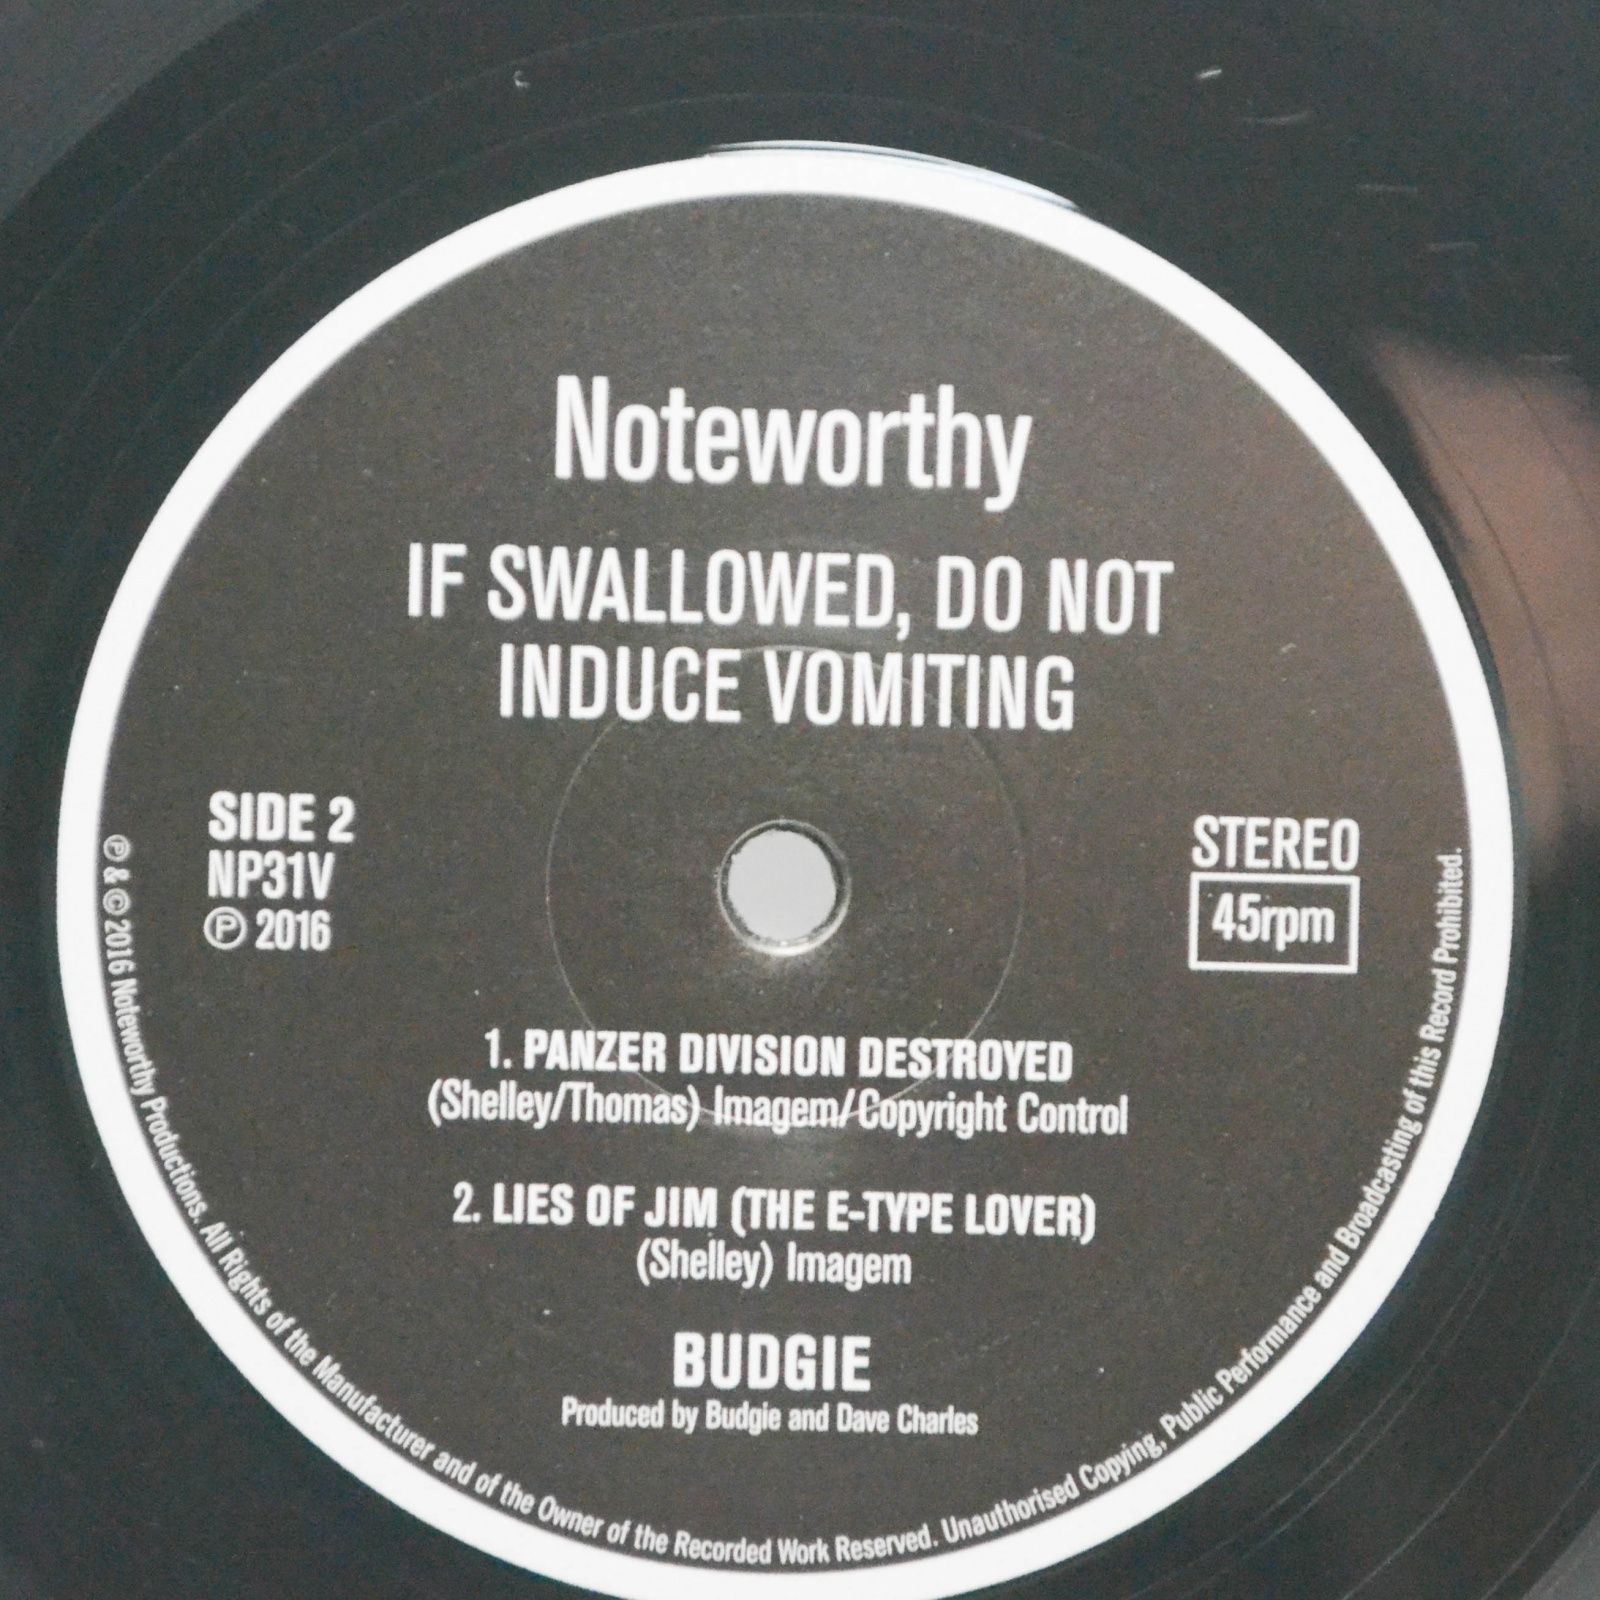 Noteworthy
IF SWALLOWED, DO NOT
INDUCE VOMITING
SIDE 2
NP31V
Ⓟ 2016
STEREO
45rpm
1. PANZER DIVISION DESTROYED
(Shelley/Thomas) Imagem/Copyright Control
2. LIES OF JIM (THE E-TYPE LOVER)
(Shelley) Imagem
BUDGIE
Produced by Budgie and Dave Charles
Ⓟ & © 2016 Noteworthy Productions. All Rights of the Manufacturer and of the Owner of the Recorded Work Reserved. Unauthorised Copying, Public Performance and Broadcasting of this Record Prohibited.